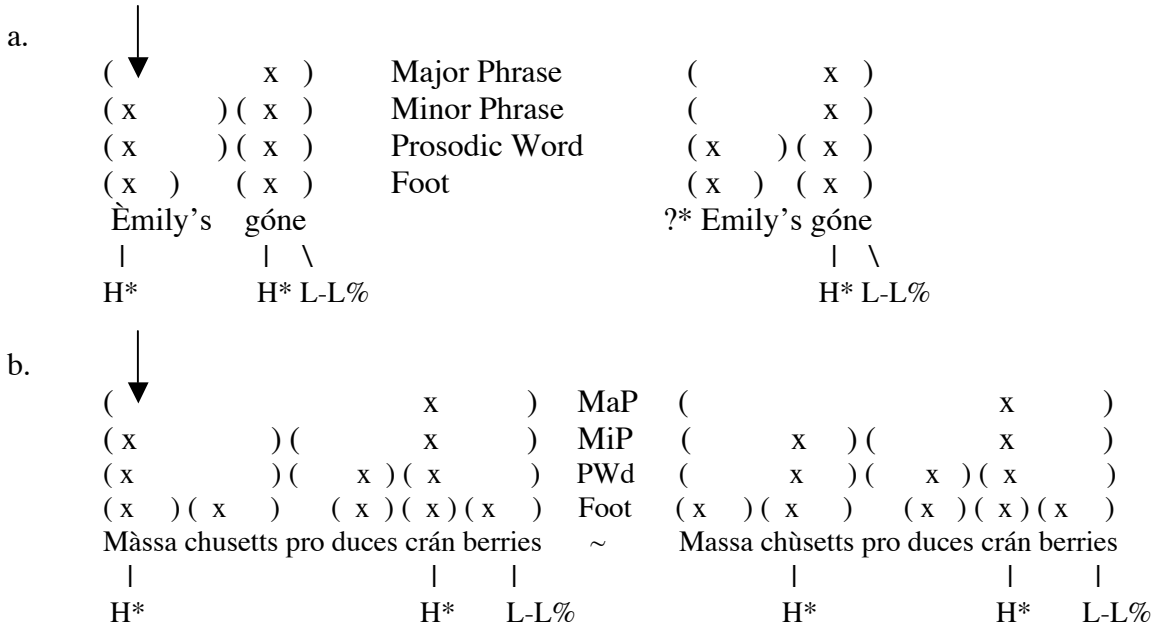 a.
( x ) Major Phrase ( x )
( x )( x ) Minor Phrase ( x )
( x )( x ) Prosodic Word ( x )( x )
( x ) ( x ) Foot ( x ) ( x )
Èmily’s góne ?* Emily’s góne
| | \ | \
H* H* L-L% H* L-L%
b.
( x ) MaP ( x )
( x )( x ) MiP ( x )( x )
( x )( x )( x ) PWd ( x )( x )( x )
( x )( x ) ( x )( x )( x ) Foot ( x )( x ) ( x )( x )( x )
Màssa chusetts pro duces crán berries ~ Massa chùsetts pro duces crán berries
| | | | | |
H* H* L-L% H* H* L-L%